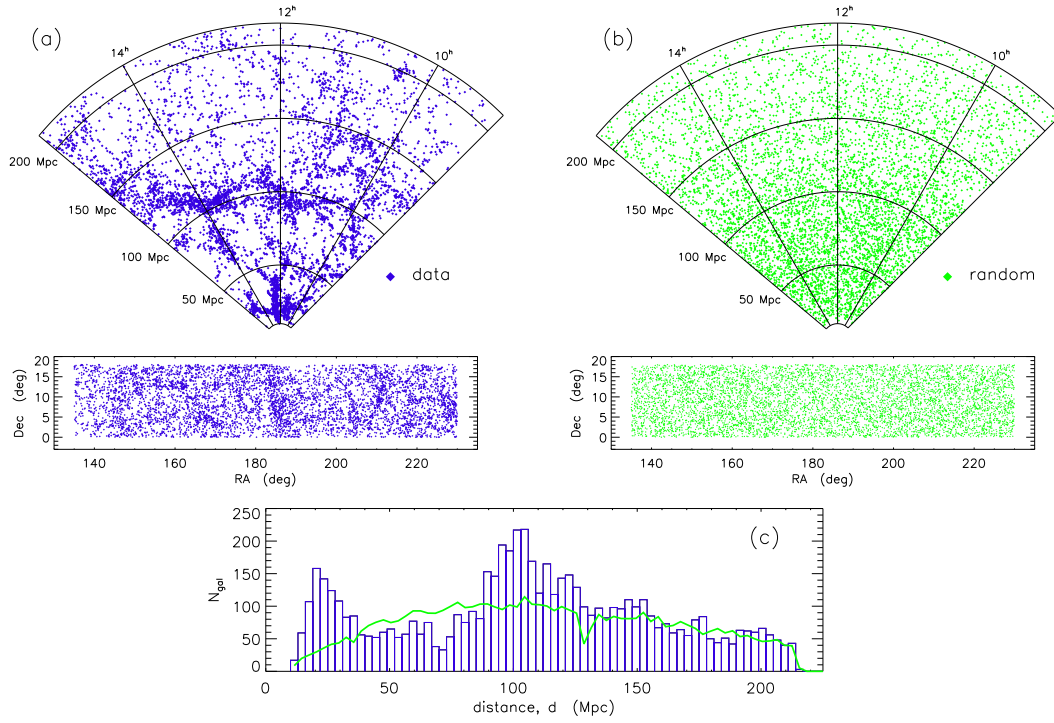 (a)
12ʰ
14ʰ
10ʰ
200 Mpc
150 Mpc
100 Mpc
50 Mpc
data
20
15
10
5
0
Dec (deg)
140 160 180 200 220
RA (deg)
(b)
12ʰ
14ʰ
10ʰ
200 Mpc
150 Mpc
100 Mpc
50 Mpc
random
20
15
10
5
0
Dec (deg)
140 160 180 200 220
RA (deg)
(c)
250
200
150
100
50
0
N_gal
0 50 100 150 200
distance, d (Mpc)